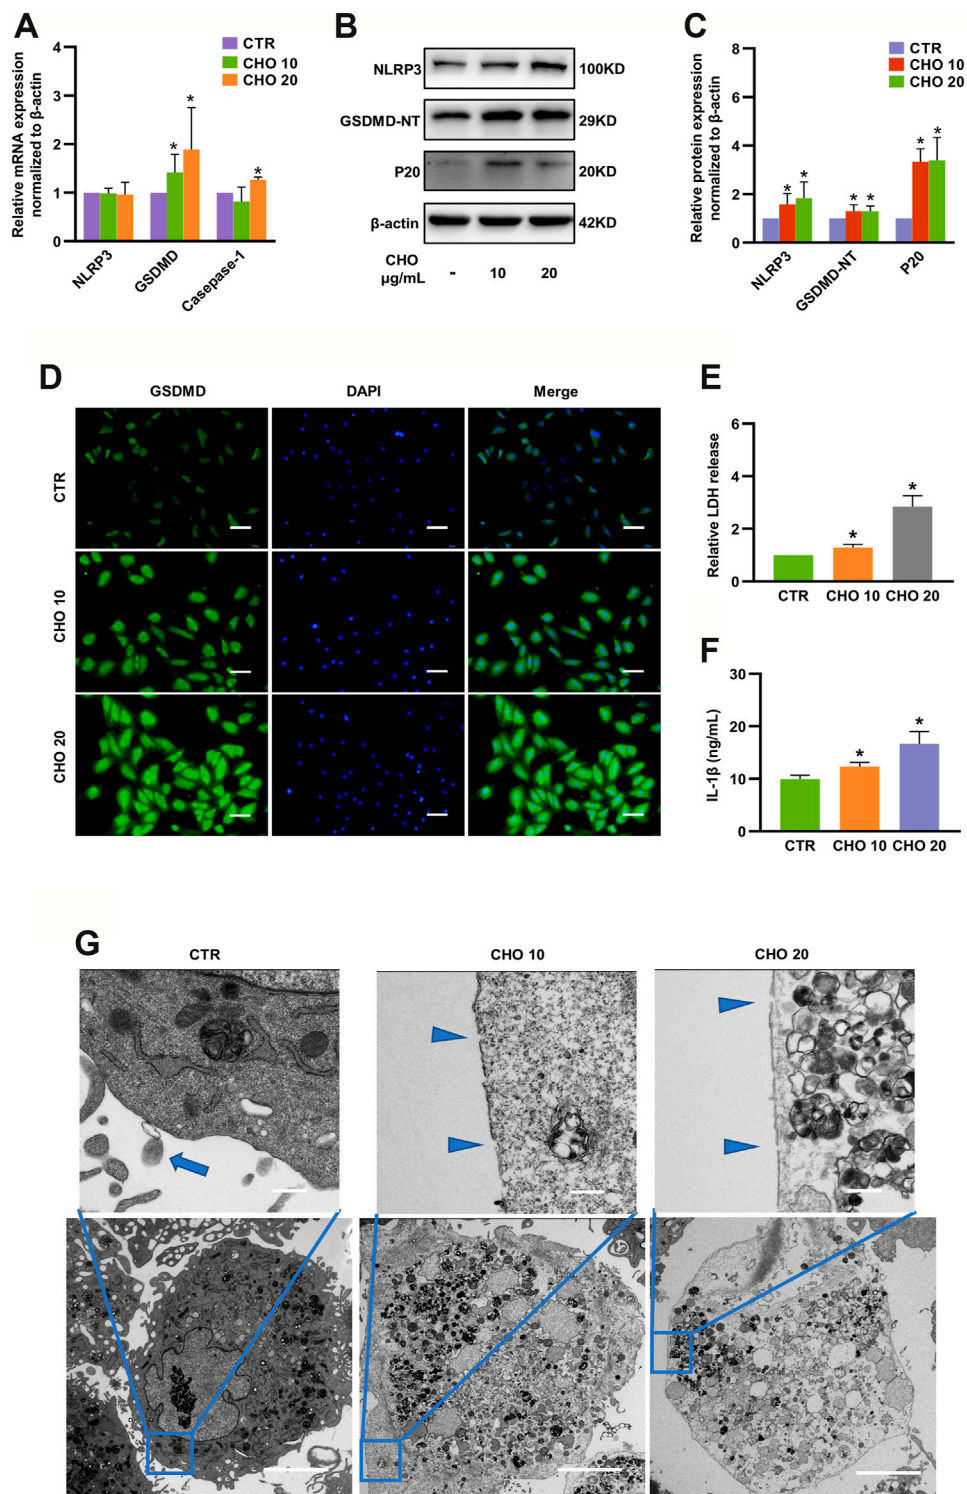 A
Relative mRNA expression
normalized to β-actin
4
3
2
1
0
CTR
CHO 10
CHO 20
*
*
*
NLRP3
GSDMD
Casepase-1
B
NLRP3
100KD
GSDMD-NT
29KD
P20
20KD
β-actin
42KD
CHO
μg/mL
- 10 20
C
Relative protein expression
normalized to β-actin
8
6
4
2
0
CTR
CHO 10
CHO 20
* *
* *
* *
NLRP3
GSDMD-NT
P20
D
GSDMD DAPI Merge
CTR
CHO 10
CHO 20
E
Relative LDH release
6
4
2
0
*
*
CTR CHO 10 CHO 20
F
IL-1β (ng/mL)
30
20
10
0
*
*
CTR CHO 10 CHO 20
G
CTR CHO 10 CHO 20